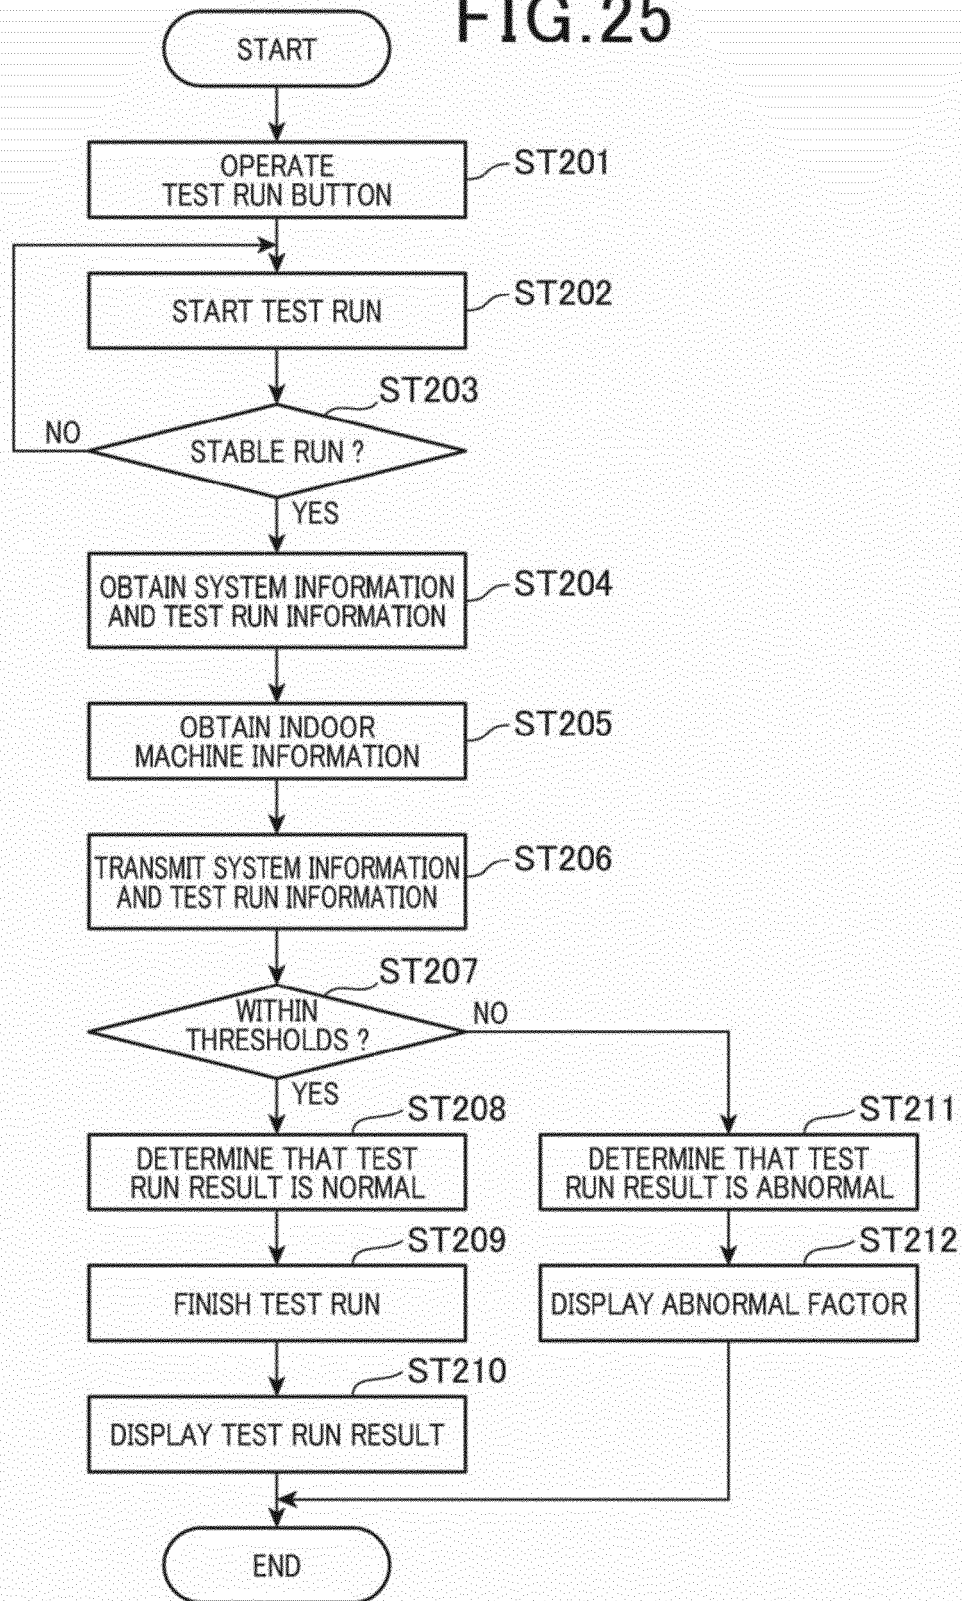 FIG.25
START
OPERATE
TEST RUN BUTTON
ST201
START TEST RUN
ST202
ST203
STABLE RUN ?
NO
YES
OBTAIN SYSTEM INFORMATION
AND TEST RUN INFORMATION
ST204
OBTAIN INDOOR
MACHINE INFORMATION
ST205
TRANSMIT SYSTEM INFORMATION
AND TEST RUN INFORMATION
ST206
ST207
WITHIN
THRESHOLDS ?
NO
YES
ST208
DETERMINE THAT TEST
RUN RESULT IS NORMAL
ST211
DETERMINE THAT TEST
RUN RESULT IS ABNORMAL
ST209
FINISH TEST RUN
ST212
DISPLAY ABNORMAL FACTOR
ST210
DISPLAY TEST RUN RESULT
END